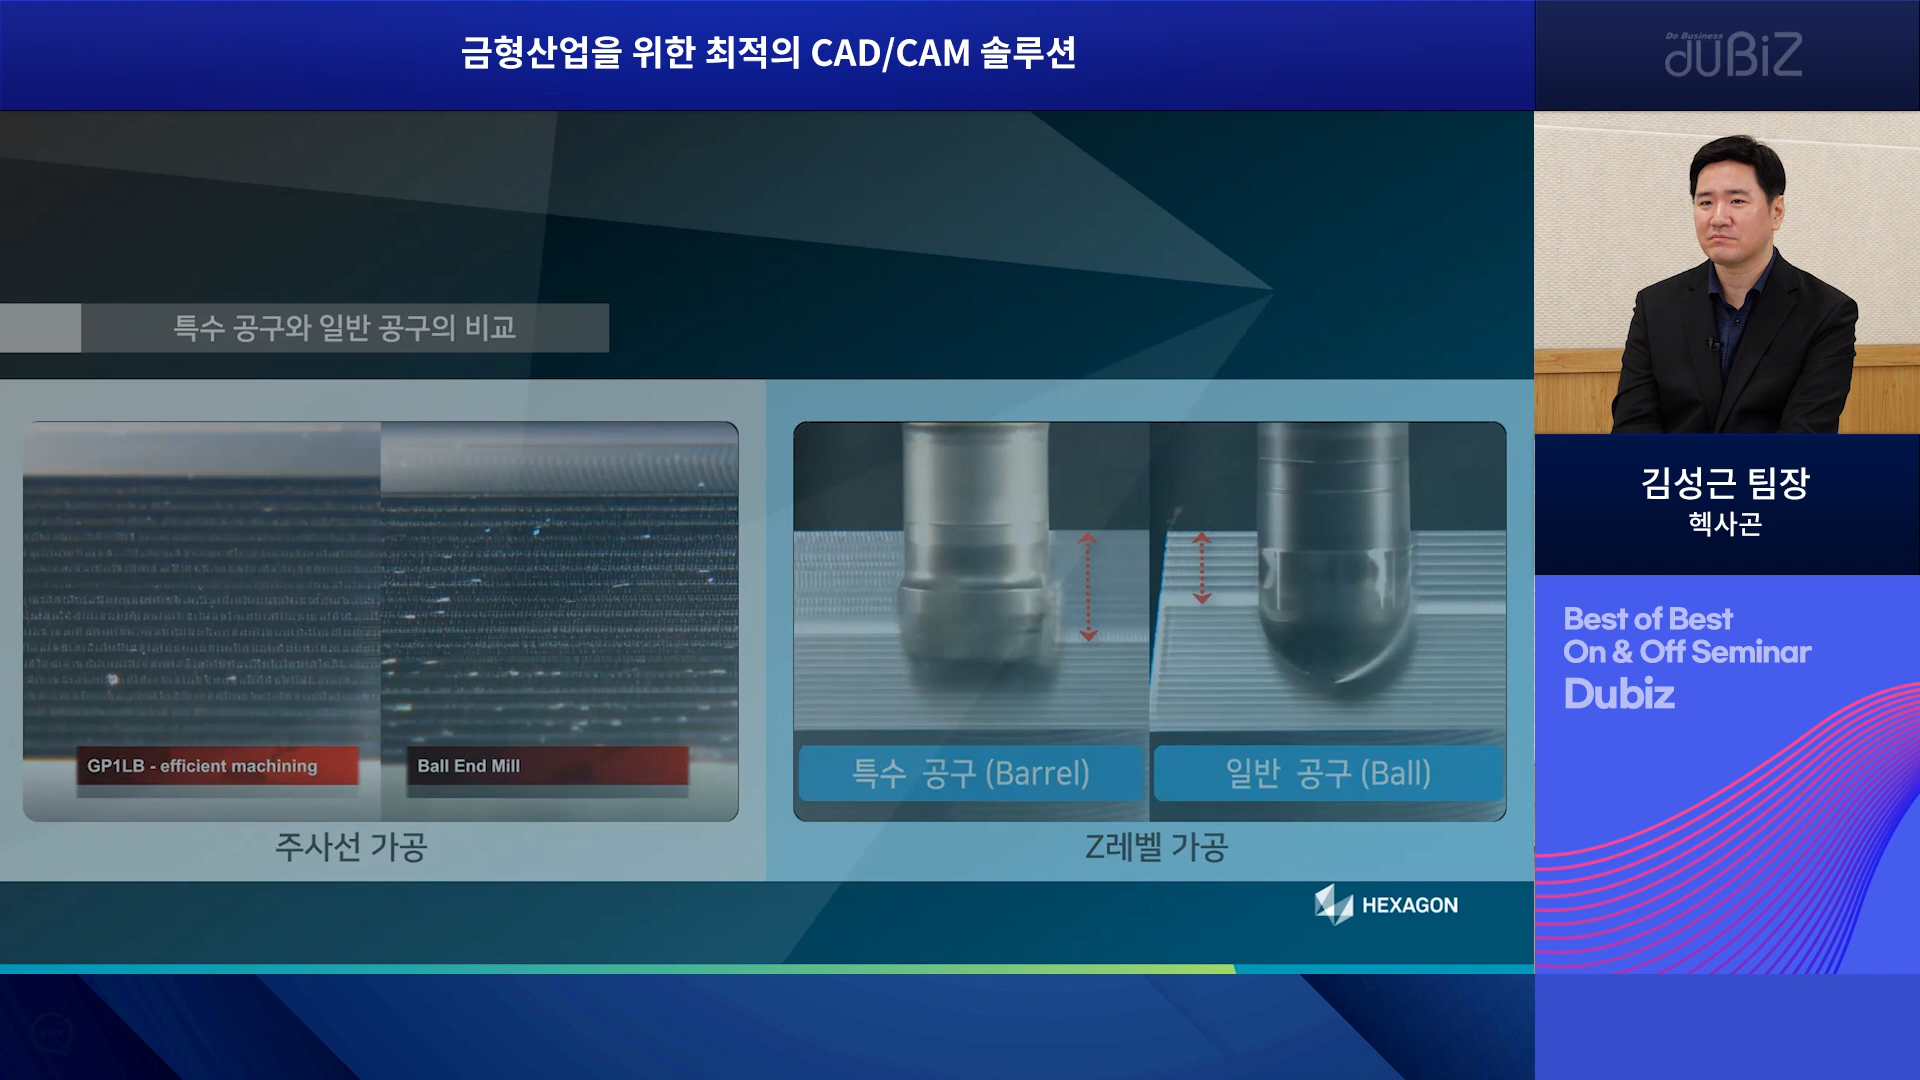 금형산업을 위한 최적의 CAD/CAM 솔루션
Do Business
duBiZ
특수 공구와 일반 공구의 비교
GP1LB - efficient machining
Ball End Mill
주사선 가공
특수 공구 (Barrel)
일반 공구 (Ball)
Z레벨 가공
HEXAGON
김성근 팀장
헥사곤
Best of Best
On & Off Seminar
Dubiz